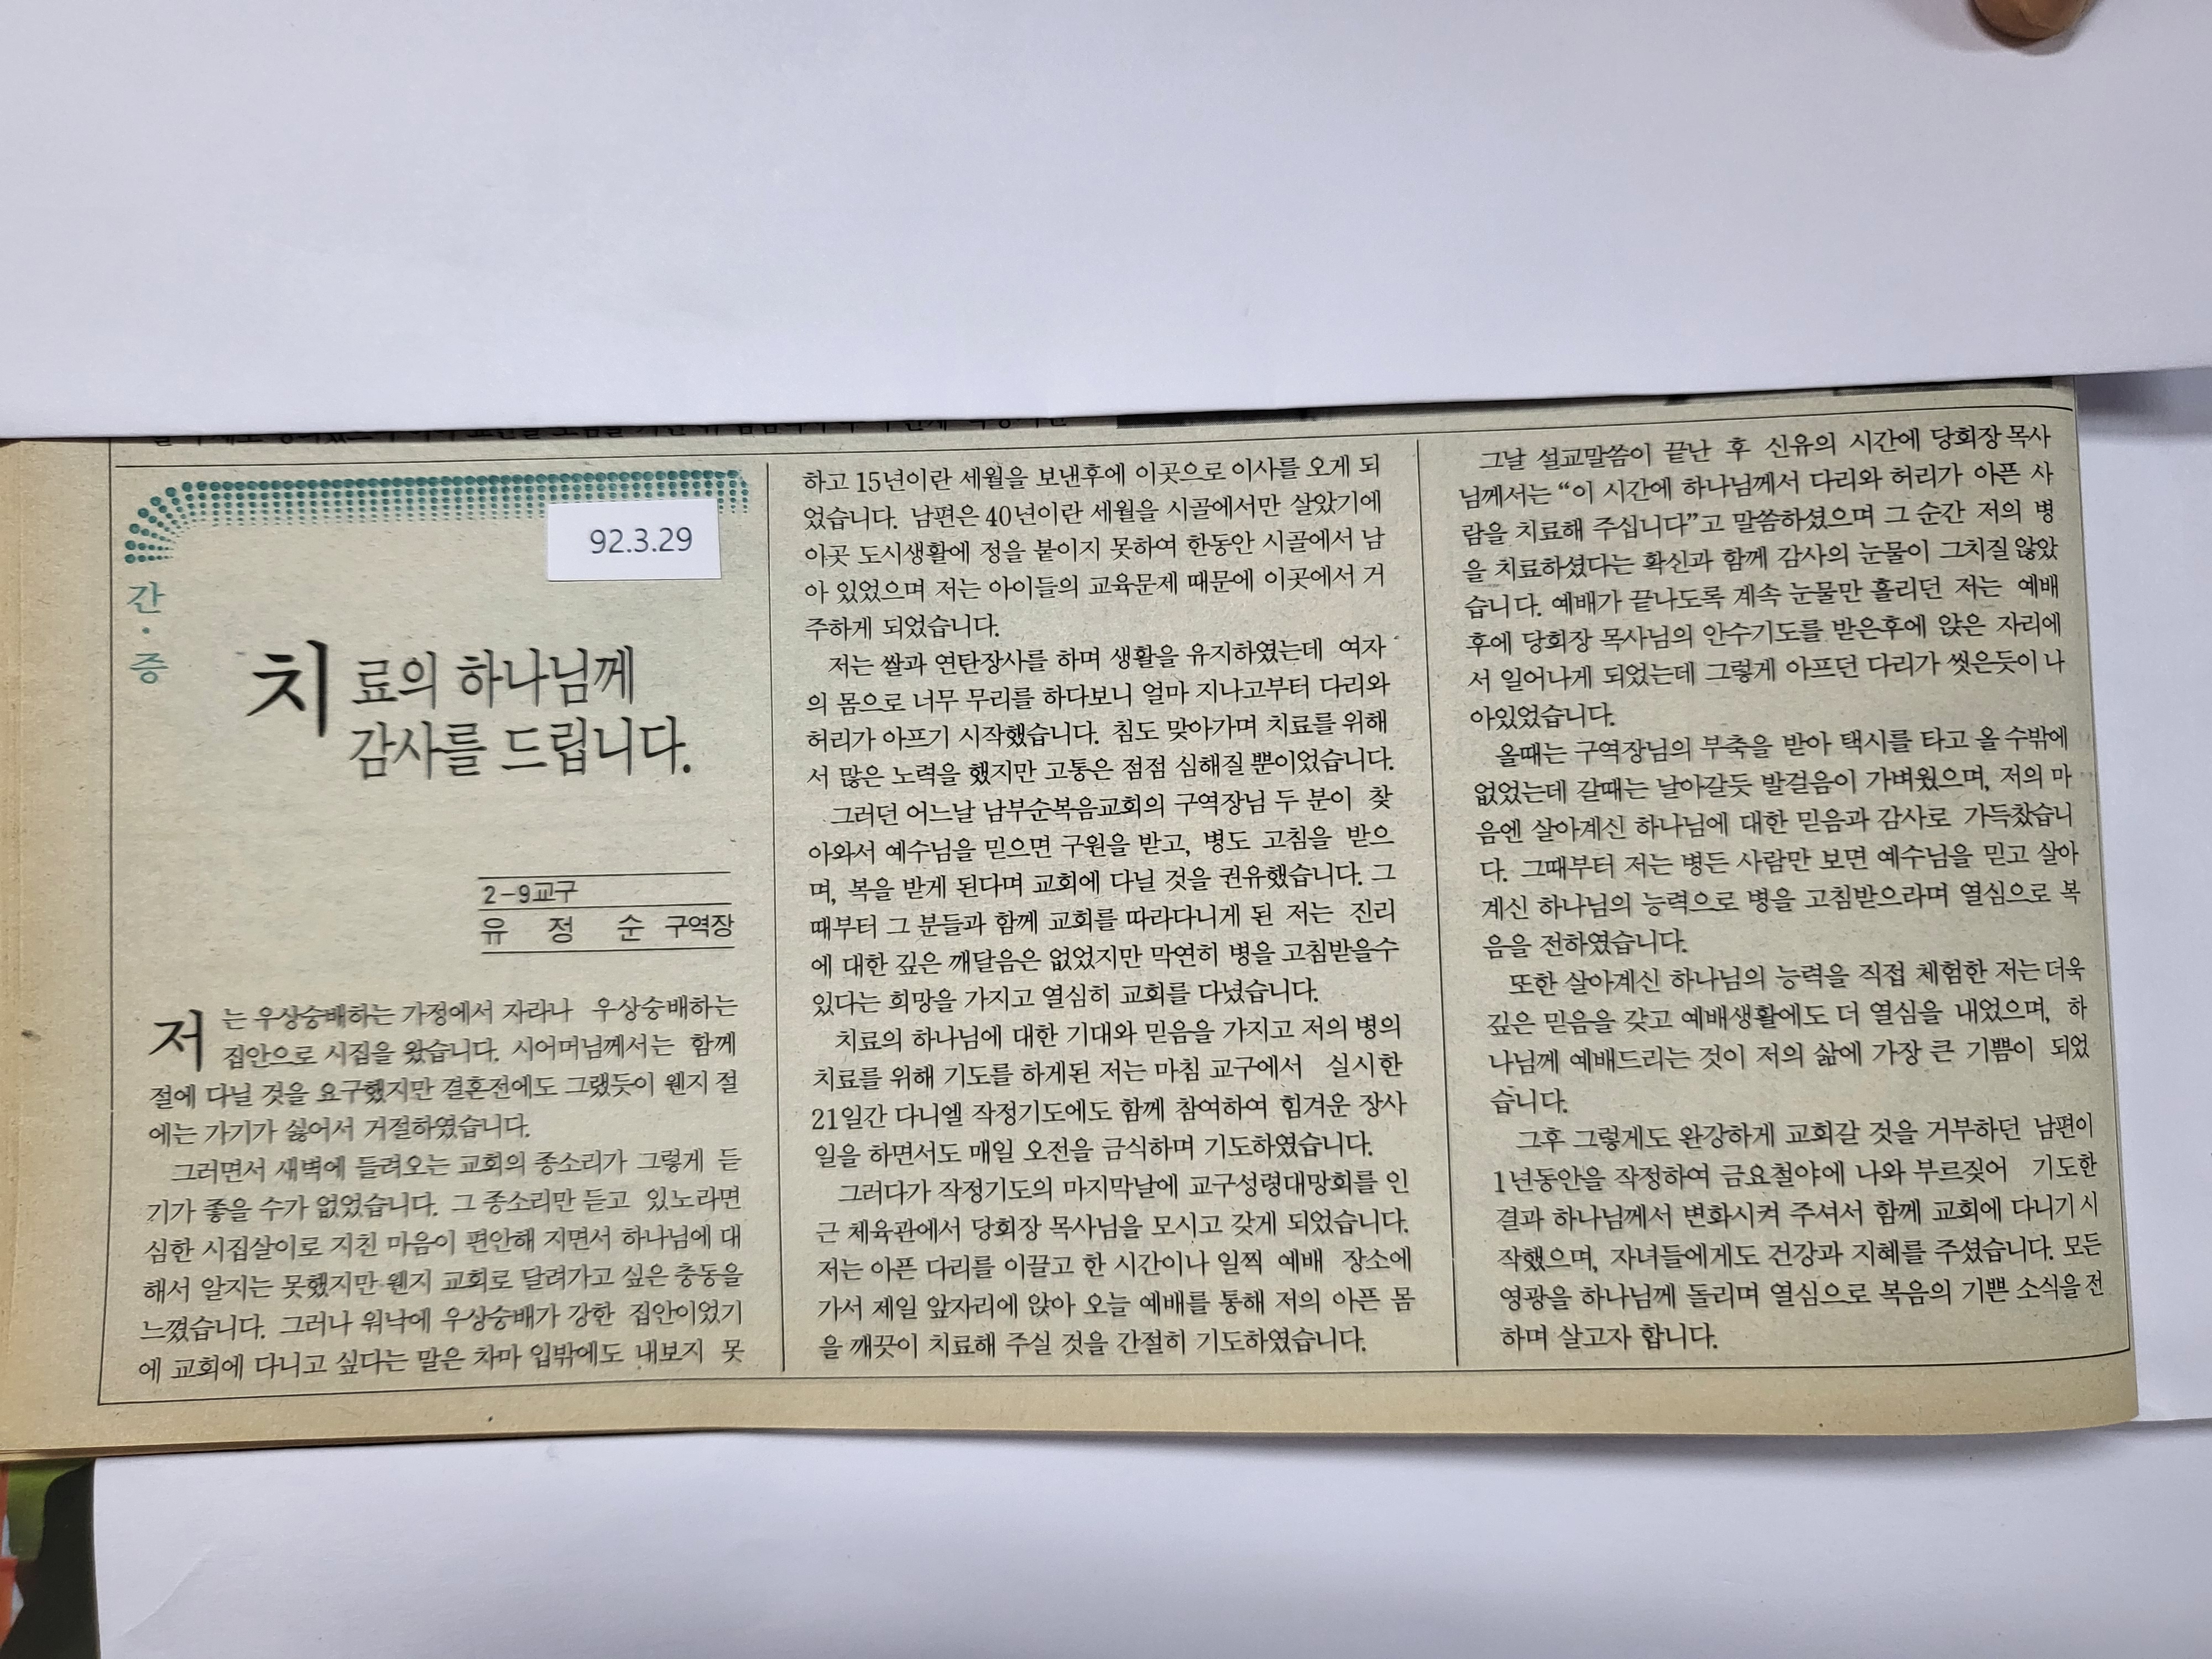 92.3.29
간·증
치료의 하나님께
감사를 드립니다.
2-9교구
유 정 순 구역장
저는 우상숭배하는 가정에서 자라나 우상숭배하는
집안으로 시집을 왔습니다. 시어머님께서는 함께
절에 다닐 것을 요구했지만 결혼전에도 그랬듯이 웬지 절
에는 가기가 싫어서 거절하였습니다.
그러면서 새벽에 들려오는 교회의 종소리가 그렇게 듣
기가 좋을 수가 없었습니다. 그 종소리만 듣고 있노라면
심한 시집살이로 지친 마음이 편안해 지면서 하나님에 대
해서 알지는 못했지만 웬지 교회로 달려가고 싶은 충동을
느꼈습니다. 그러나 워낙에 우상숭배가 강한 집안이었기
에 교회에 다니고 싶다는 말은 차마 입밖에도 내보지 못
하고 15년이란 세월을 보낸후에 이곳으로 이사를 오게 되
었습니다. 남편은 40년이란 세월을 시골에서만 살았기에
이곳 도시생활에 정을 붙이지 못하여 한동안 시골에서 남
아 있었으며 저는 아이들의 교육문제 때문에 이곳에서 거
주하게 되었습니다.
저는 쌀과 연탄장사를 하며 생활을 유지하였는데 여자
의 몸으로 너무 무리를 하다보니 얼마 지나고부터 다리와
허리가 아프기 시작했습니다. 침도 맞아가며 치료를 위해
서 많은 노력을 했지만 고통은 점점 심해질 뿐이었습니다.
그러던 어느날 남부순복음교회의 구역장님 두 분이 찾
아와서 예수님을 믿으면 구원을 받고, 병도 고침을 받으
며, 복을 받게 된다며 교회에 다닐 것을 권유했습니다. 그
때부터 그 분들과 함께 교회를 따라다니게 된 저는 진리
에 대한 깊은 깨달음은 없었지만 막연히 병을 고침받을수
있다는 희망을 가지고 열심히 교회를 다녔습니다.
치료의 하나님에 대한 기대와 믿음을 가지고 저의 병의
치료를 위해 기도를 하게된 저는 마침 교구에서 실시한
21일간 다니엘 작정기도에도 함께 참여하여 힘겨운 장사
일을 하면서도 매일 오전을 금식하며 기도하였습니다.
그러다가 작정기도의 마지막날에 교구성령대망회를 인
근 체육관에서 당회장 목사님을 모시고 갖게 되었습니다.
저는 아픈 다리를 이끌고 한 시간이나 일찍 예배 장소에
가서 제일 앞자리에 앉아 오늘 예배를 통해 저의 아픈 몸
을 깨끗이 치료해 주실 것을 간절히 기도하였습니다.
그날 설교말씀이 끝난 후 신유의 시간에 당회장 목사
님께서는 “이 시간에 하나님께서 다리와 허리가 아픈 사
람을 치료해 주십니다”고 말씀하셨으며 그 순간 저의 병
을 치료하셨다는 확신과 함께 감사의 눈물이 그치질 않았
습니다. 예배가 끝나도록 계속 눈물만 흘리던 저는 예배
후에 당회장 목사님의 안수기도를 받은후에 앉은 자리에
서 일어나게 되었는데 그렇게 아프던 다리가 씻은듯이 나
아있었습니다.
올때는 구역장님의 부축을 받아 택시를 타고 올 수밖에
없었는데 갈때는 날아갈듯 발걸음이 가벼웠으며, 저의 마
음엔 살아계신 하나님에 대한 믿음과 감사로 가득찼습니
다. 그때부터 저는 병든 사람만 보면 예수님을 믿고 살아
계신 하나님의 능력으로 병을 고침받으라며 열심으로 복
음을 전하였습니다.
또한 살아계신 하나님의 능력을 직접 체험한 저는 더욱
깊은 믿음을 갖고 예배생활에도 더 열심을 내었으며, 하
나님께 예배드리는 것이 저의 삶에 가장 큰 기쁨이 되었
습니다.
그후 그렇게도 완강하게 교회갈 것을 거부하던 남편이
1년동안을 작정하여 금요철야에 나와 부르짖어 기도한
결과 하나님께서 변화시켜 주셔서 함께 교회에 다니기 시
작했으며, 자녀들에게도 건강과 지혜를 주셨습니다. 모든
영광을 하나님께 돌리며 열심으로 복음의 기쁜 소식을 전
하며 살고자 합니다.